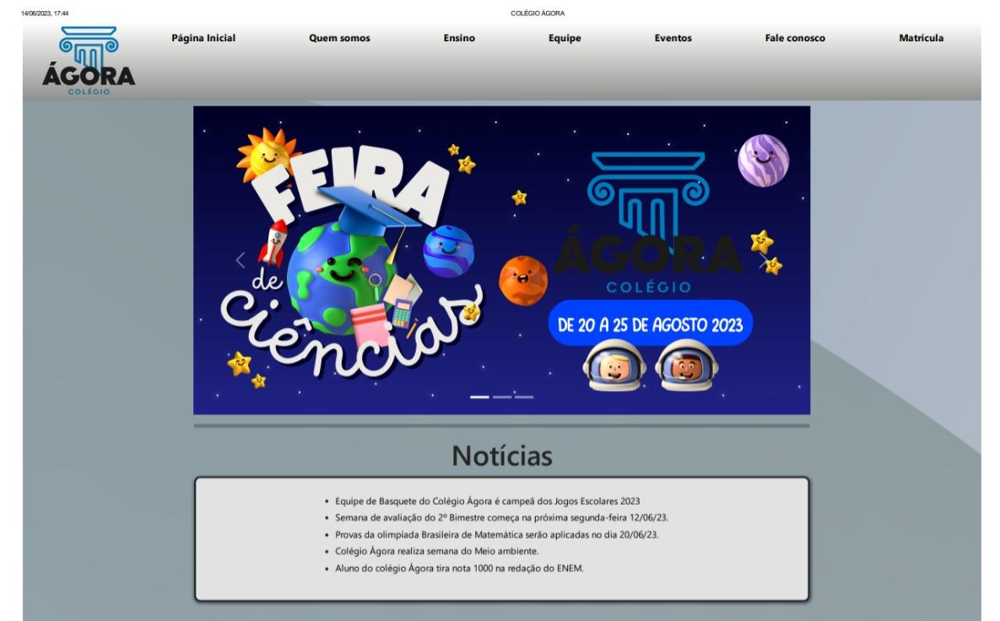 14/06/2023, 17:44 COLÉGIO ÁGORA
ÁGORA
COLÉGIO
Página Inicial Quem somos Ensino Equipe Eventos Fale conosco Matrícula
FEIRA
de
Ciências
ÁGORA
COLÉGIO
DE 20 A 25 DE AGOSTO 2023
Notícias
• Equipe de Basquete do Colégio Ágora é campeã dos Jogos Escolares 2023
• Semana de avaliação do 2º Bimestre começa na próxima segunda-feira 12/06/23.
• Provas da olimpíada Brasileira de Matemática serão aplicadas no dia 20/06/23.
• Colégio Ágora realiza semana do Meio ambiente.
• Aluno do colégio Ágora tira nota 1000 na redação do ENEM.